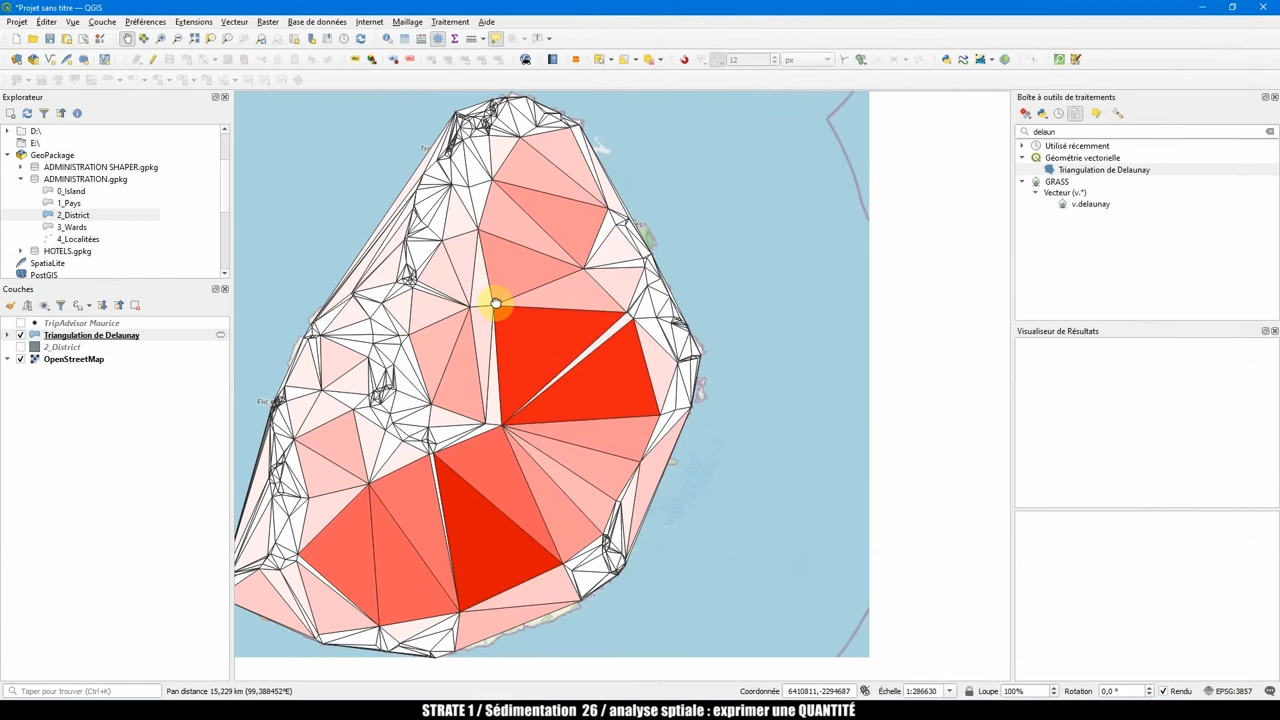 *Projet sans titre — QGIS
Projet Éditer Vue Couche Préférences Extensions Vecteur Raster Base de données Internet Maillage Traitement Aide
12 px
Explorateur
D:\
E:\
GeoPackage
ADMINISTRATION SHAPER.gpkg
ADMINISTRATION.gpkg
0_Island
1_Pays
2_District
3_Wards
4_Localitées
HOTELS.gpkg
SpatiaLite
PostGIS
Couches
TripAdvisor Maurice
Triangulation de Delaunay
2_District
OpenStreetMap
Boîte à outils de traitements
delaun
Utilisé récemment
Géométrie vectorielle
Triangulation de Delaunay
GRASS
Vecteur (v.*)
v.delaunay
Visualiseur de Résultats
Taper pour trouver (Ctrl+K)
Pan distance 15,229 km (99,388452°E)
Coordonnée 6410811,-2294687
Échelle 1:286630
Loupe 100%
Rotation 0,0 °
Rendu
EPSG:3857
STRATE 1 / Sédimentation 26 / analyse sptiale : exprimer une QUANTITÉ